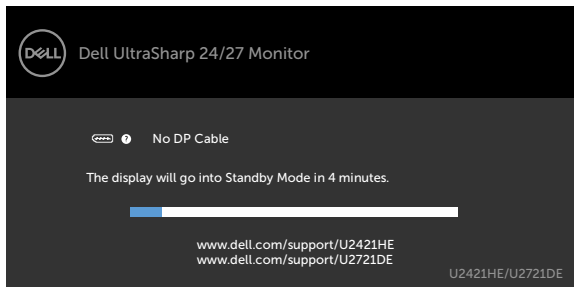 DELL
Dell UltraSharp 24/27 Monitor
? No DP Cable
The display will go into Standby Mode in 4 minutes.
www.dell.com/support/U2421HE
www.dell.com/support/U2721DE
U2421HE/U2721DE